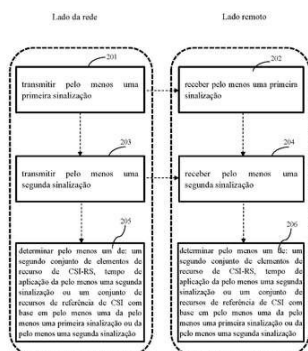 Lado da rede
Lado remoto
201
transmitir pelo menos uma
primeira sinalização
202
receber pelo menos uma primeira
sinalização
203
transmitir pelo menos uma
segunda sinalização
204
receber pelo menos uma
segunda sinalização
205
determinar pelo menos um de: um
segundo conjunto de elementos de
recurso de CSI-RS, tempo de
aplicação da pelo menos uma segunda
sinalização ou um conjunto de
recursos de referência de CSI com
base em pelo menos uma da pelo
menos uma primeira sinalização ou da
pelo menos uma segunda sinalização
206
determinar pelo menos um de: um
segundo conjunto de elementos de
recurso de CSI-RS, tempo de
aplicação da pelo menos uma segunda
sinalização ou um conjunto de
recursos de referência de CSI com
base em pelo menos uma da pelo
menos uma primeira sinalização ou da
pelo menos uma segunda sinalização